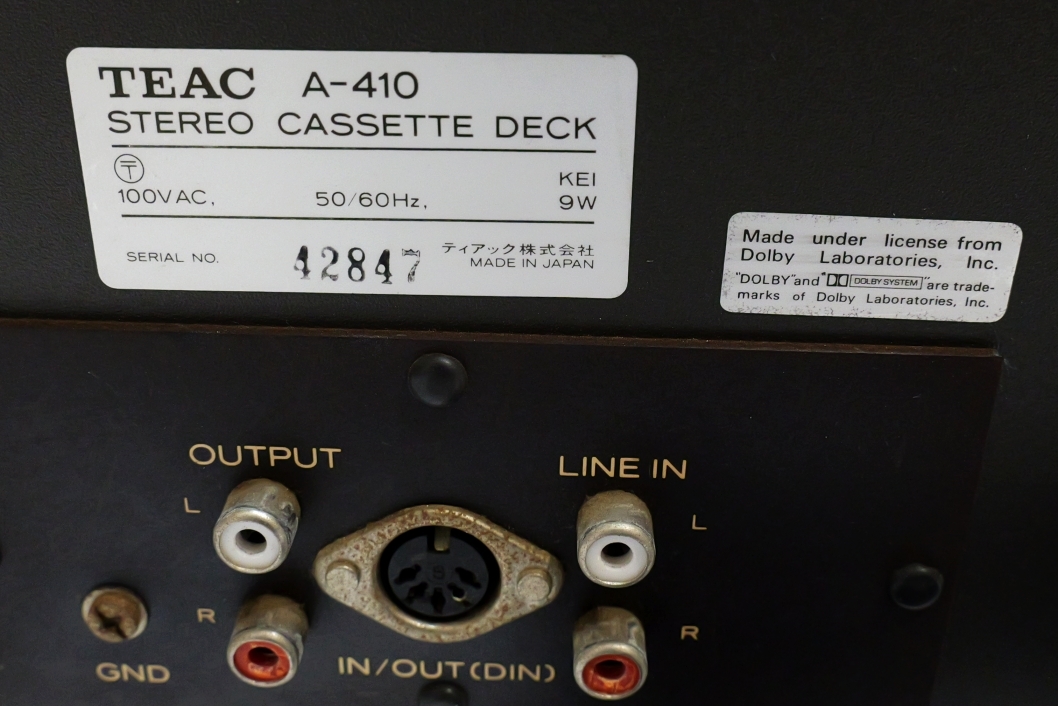 TEAC A-410
STEREO CASSETTE DECK
〒
KEI
100VAC, 50/60Hz, 9W
SERIAL NO. 42847
ティアック株式会社
MADE IN JAPAN
Made under license from
Dolby Laboratories, Inc.
"DOLBY" and "DOLBY SYSTEM" are trade-
marks of Dolby Laboratories, Inc.
OUTPUT
LINE IN
L
L
R
R
GND
IN/OUT(DIN)